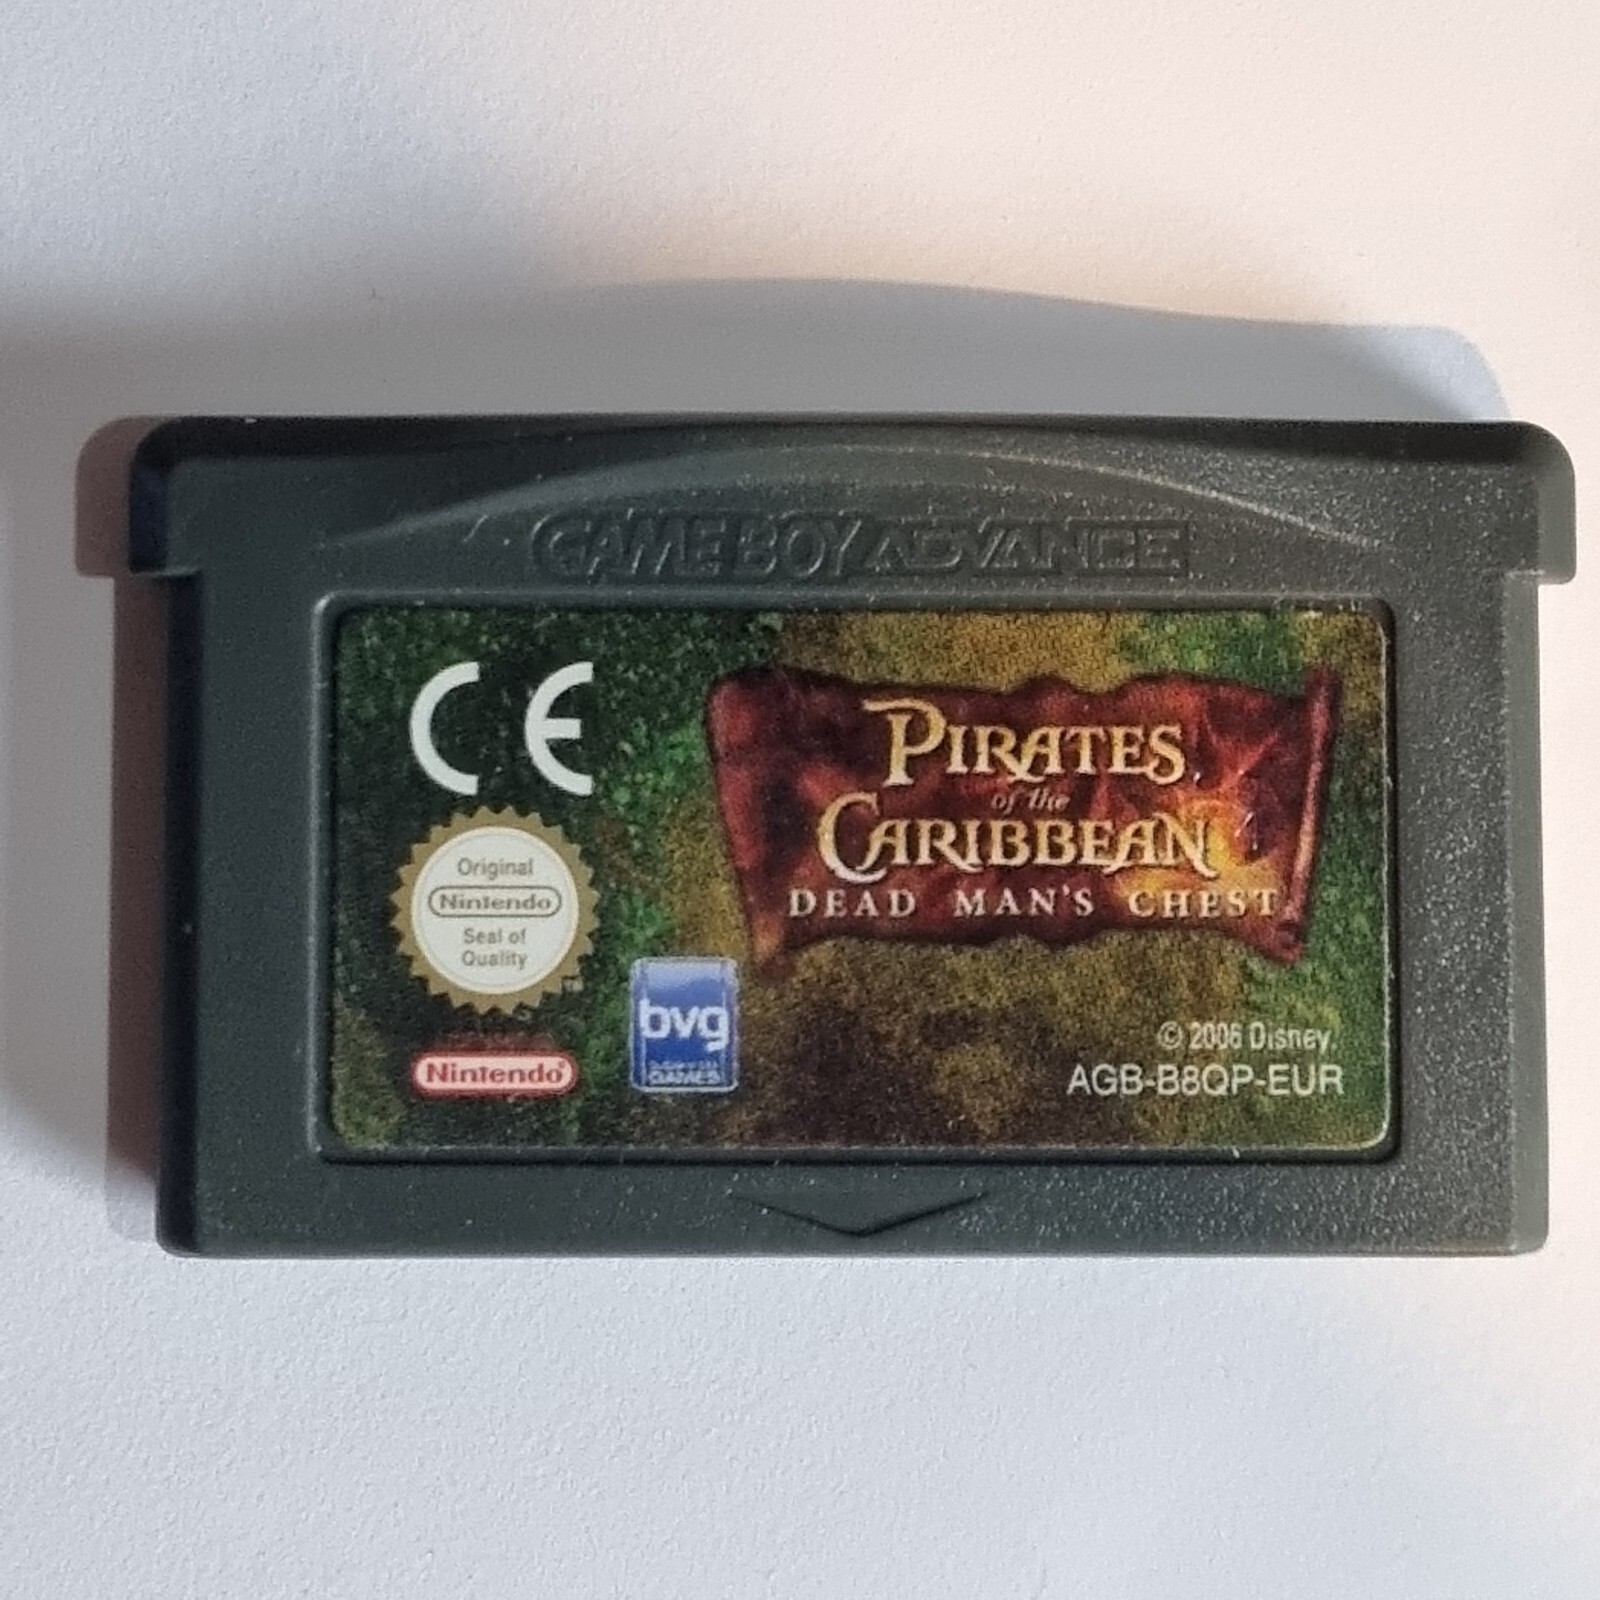 GAME BOY ADVANCE
CE
PIRATES
of the
CARIBBEAN
DEAD MAN'S CHEST
Original
Nintendo
Seal of
Quality
bvg
GAMES
Nintendo®
© 2006 Disney.
AGB-B8QP-EUR